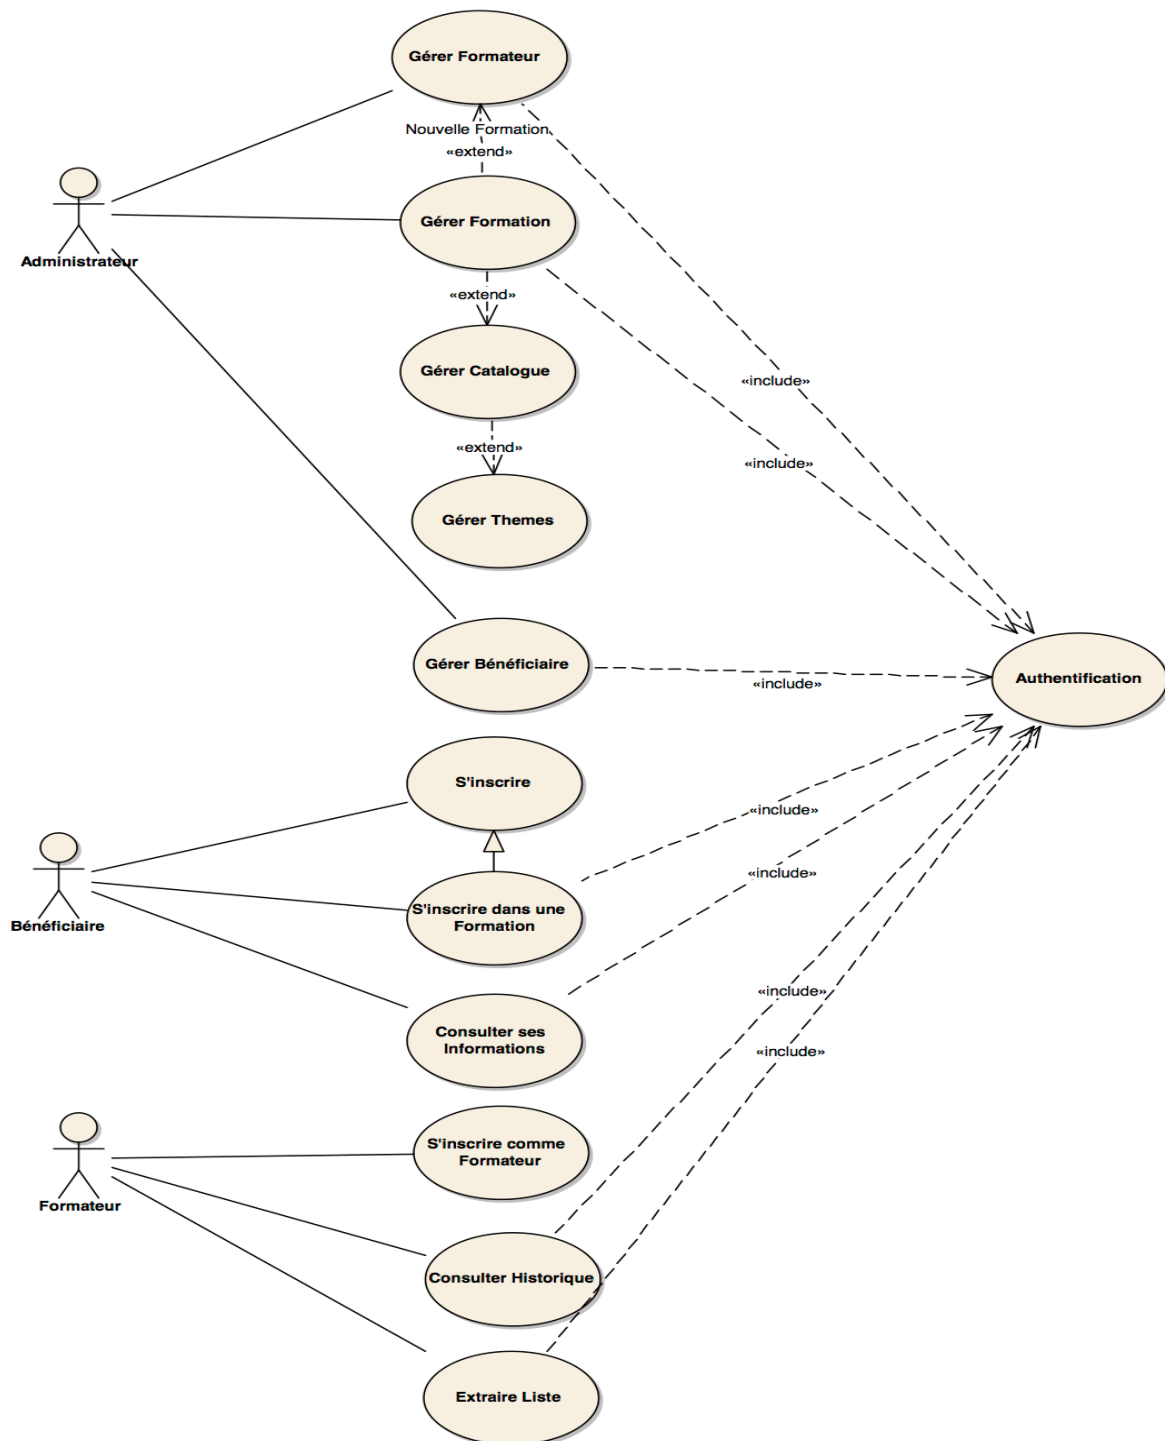 Gérer Formateur
Nouvelle Formation
«extend»
Gérer Formation
Administrateur
«extend»
Gérer Catalogue
«include»
«extend»
«include»
Gérer Themes
Gérer Bénéficiaire
«include»
Authentification
S'inscrire
«include»
«include»
S'inscrire dans une
Formation
Bénéficiaire
«include»
Consulter ses
Informations
«include»
S'inscrire comme
Formateur
Formateur
Consulter Historique
Extraire Liste